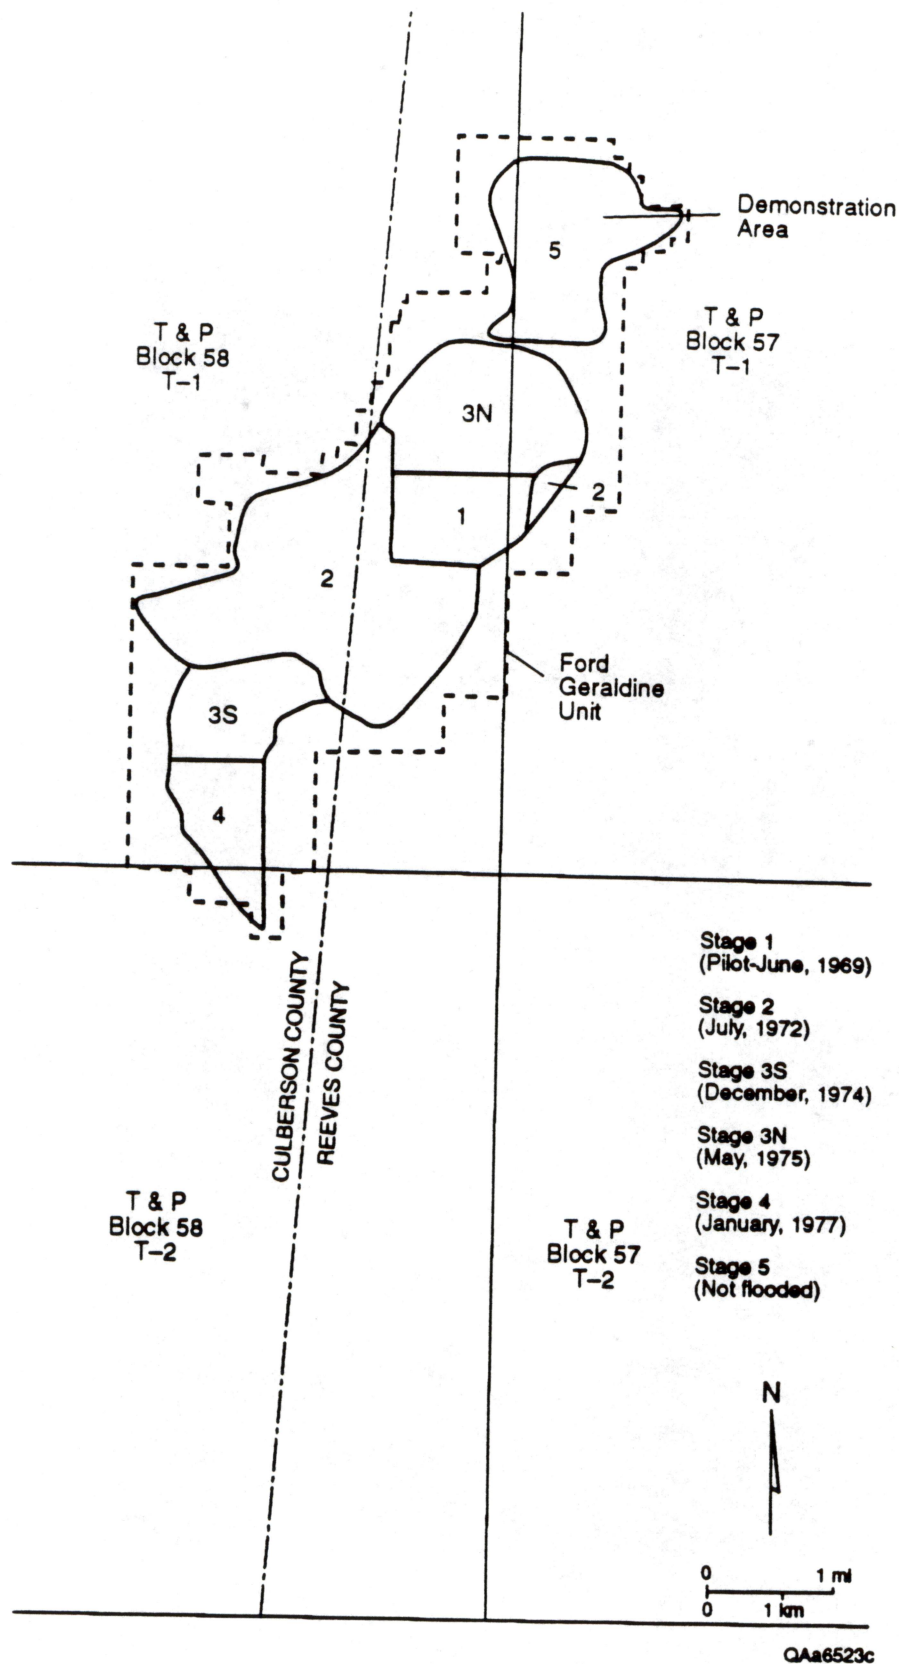 Demonstration
Area
5
T & P
Block 58
T–1
T & P
Block 57
T–1
3N
2
1
2
Ford
Geraldine
Unit
3S
4
Stage 1
(Pilot-June, 1969)
Stage 2
(July, 1972)
Stage 3S
(December, 1974)
Stage 3N
(May, 1975)
Stage 4
(January, 1977)
Stage 5
(Not flooded)
CULBERSON COUNTY
REEVES COUNTY
T & P
Block 58
T–2
T & P
Block 57
T–2
N
0 1 mi
0 1 km
QAa6523c